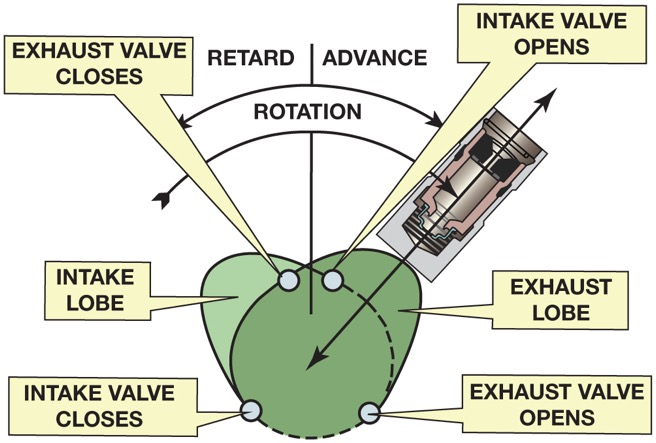 EXHAUST VALVE
CLOSES
RETARD
ADVANCE
INTAKE VALVE
OPENS
ROTATION
INTAKE
LOBE
EXHAUST
LOBE
INTAKE VALVE
CLOSES
EXHAUST VALVE
OPENS